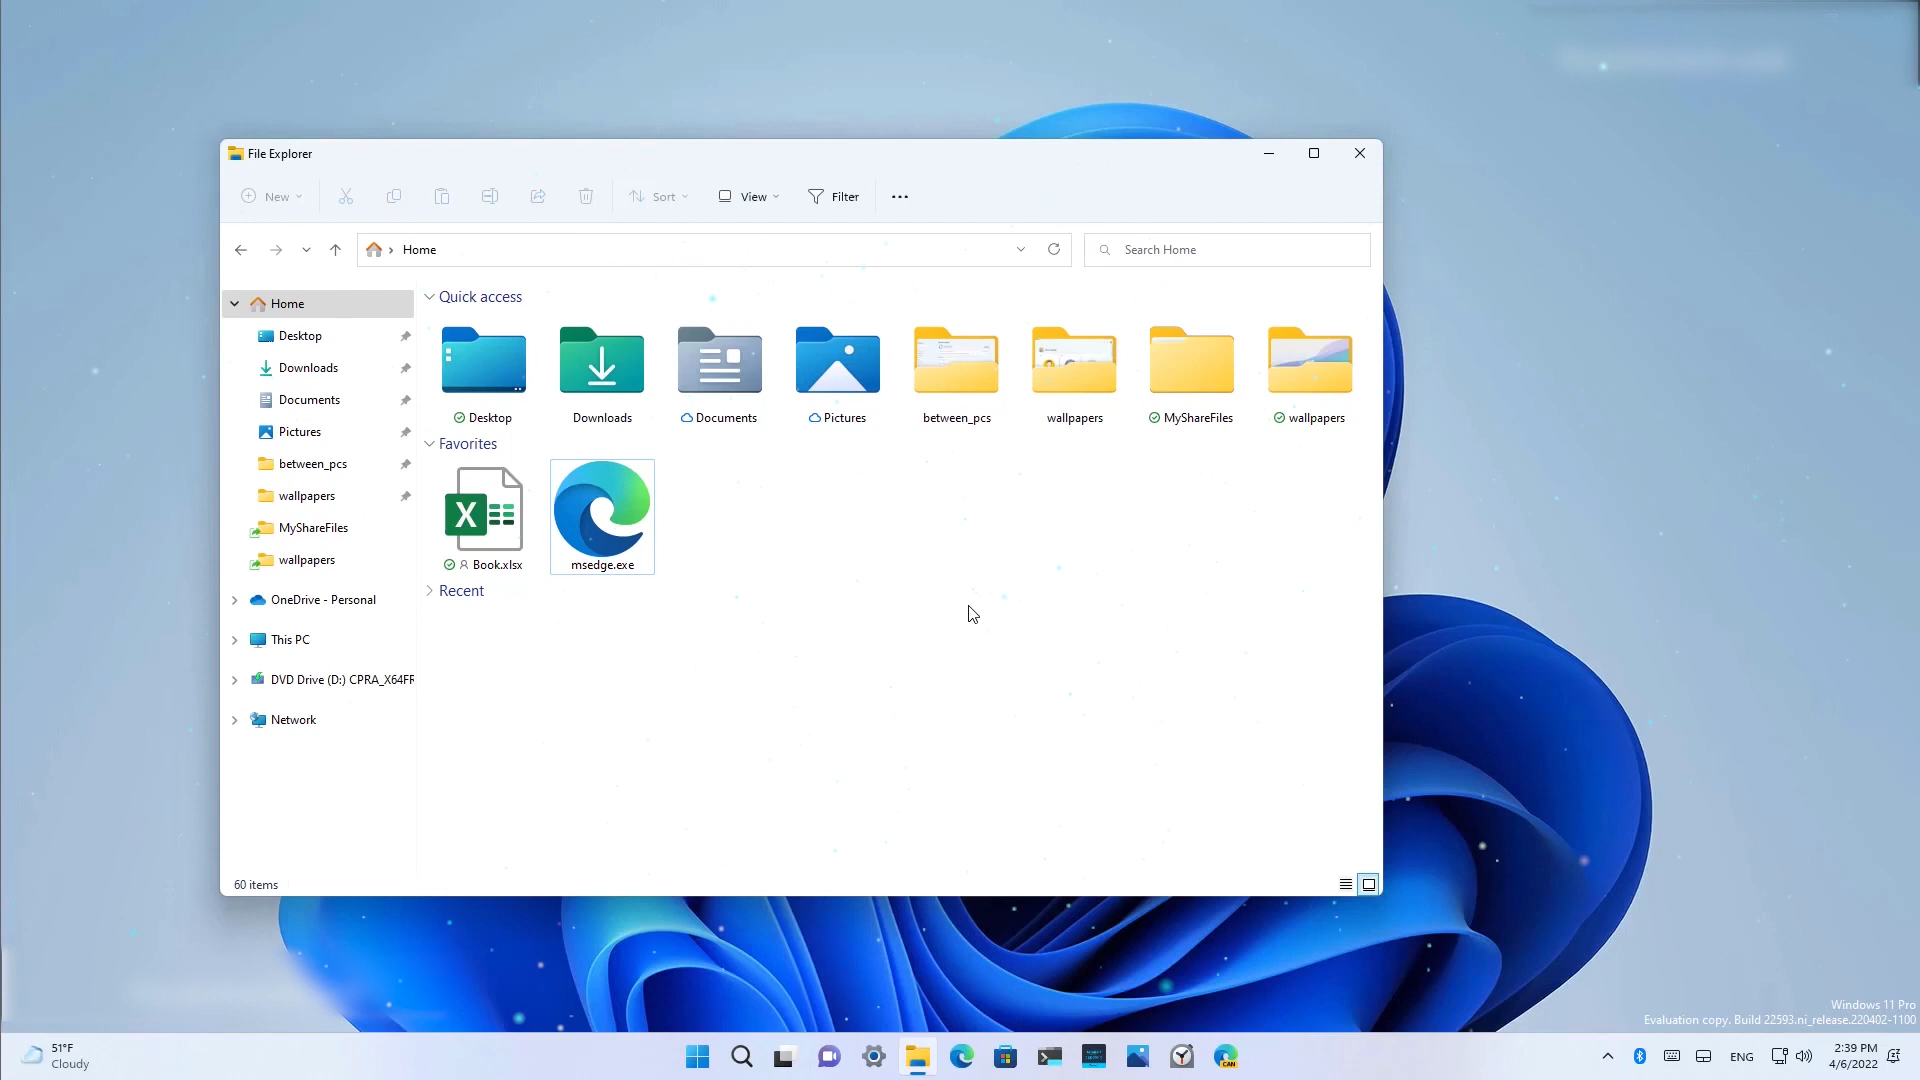 File Explorer
New
Sort
View
Filter
Home
Search Home
Home
Desktop
Downloads
Documents
Pictures
between_pcs
wallpapers
MyShareFiles
wallpapers
OneDrive - Personal
This PC
DVD Drive (D:) CPRA_X64FR
Network
Quick access
Desktop
Downloads
Documents
Pictures
between_pcs
wallpapers
MyShareFiles
wallpapers
Favorites
Book.xlsx
msedge.exe
Recent
60 items
Windows 11 Pro
Evaluation copy. Build 22593.ni_release.220402-1100
51°F
Cloudy
CAN
ENG
2:39 PM
4/6/2022